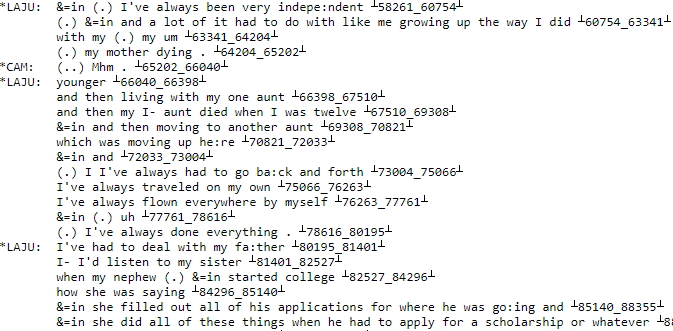 *LAJU: (.) &=in (.) I've always been very indepe:ndent ┴58261_60754┴
(.) &=in and a lot of it had to do with like me growing up the way I did ┴60754_63341┴
with my (.) my um ┴63341_64204┴
(.) my mother dying . ┴64204_65202┴
*CAM: (..) Mhm . ┴65202_66040┴
*LAJU: younger ┴66040_66398┴
and then living with my one aunt ┴66398_67510┴
and then my I- aunt died when I was twelve ┴67510_69308┴
&=in and then moving to another aunt ┴69308_70821┴
which was moving up he:re ┴70821_72033┴
&=in and ┴72033_73004┴
(.) I I've always had to go ba:ck and forth ┴73004_75066┴
I've always traveled on my own ┴75066_76263┴
I've always flown everywhere by myself ┴76263_77761┴
&=in (.) uh ┴77761_78616┴
(.) I've always done everything . ┴78616_80195┴
*LAJU: I've had to deal with my fa:ther ┴80195_81401┴
I- I'd listen to my sister ┴81401_82527┴
when my nephew (.) &=in started college ┴82527_84296┴
how she was saying ┴84296_85140┴
&=in she filled out all of his applications for where he was go:ing and ┴85140_88355┴
&=in she did all of these things when he had to apply for a scholarship or whatever